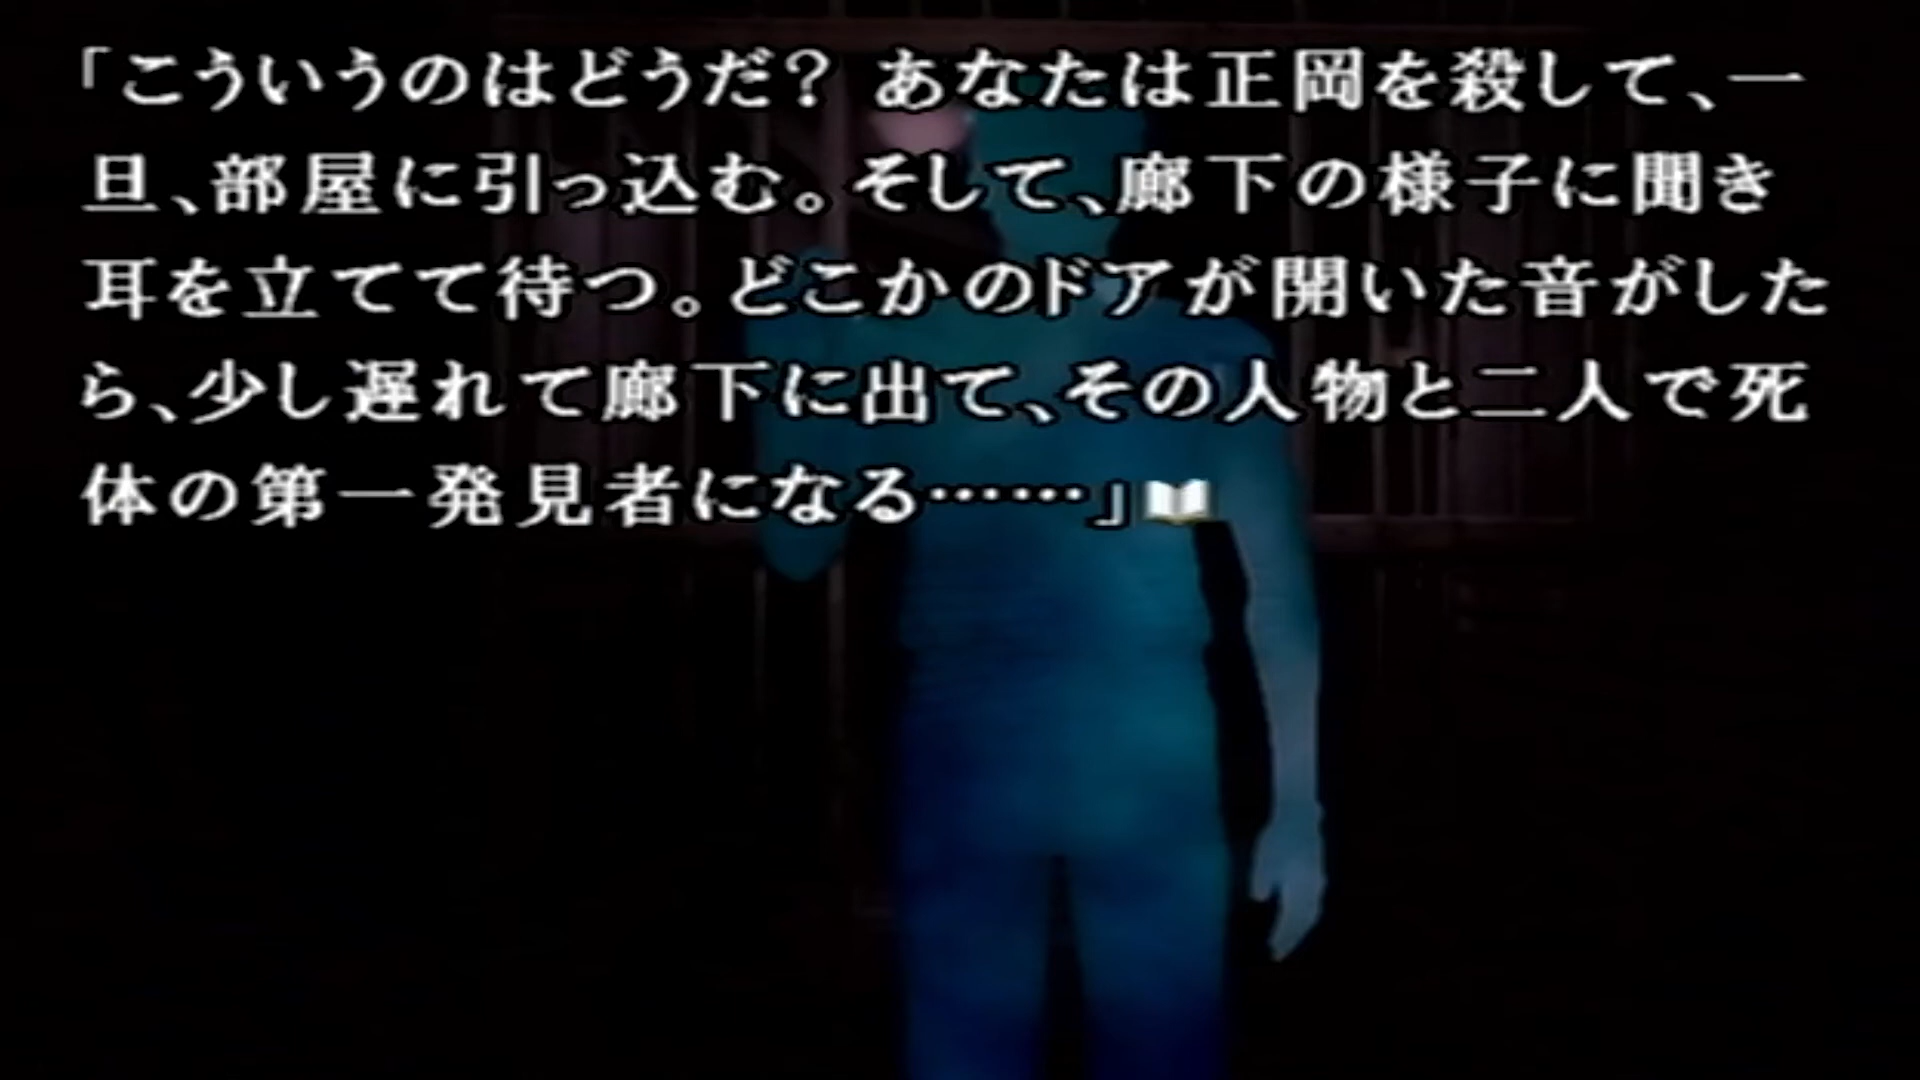 「こういうのはどうだ？ あなたは正岡を殺して、一
旦、部屋に引っ込む。そして、廊下の様子に聞き
耳を立てて待つ。どこかのドアが開いた音がした
ら、少し遅れて廊下に出て、その人物と二人で死
体の第一発見者になる……」